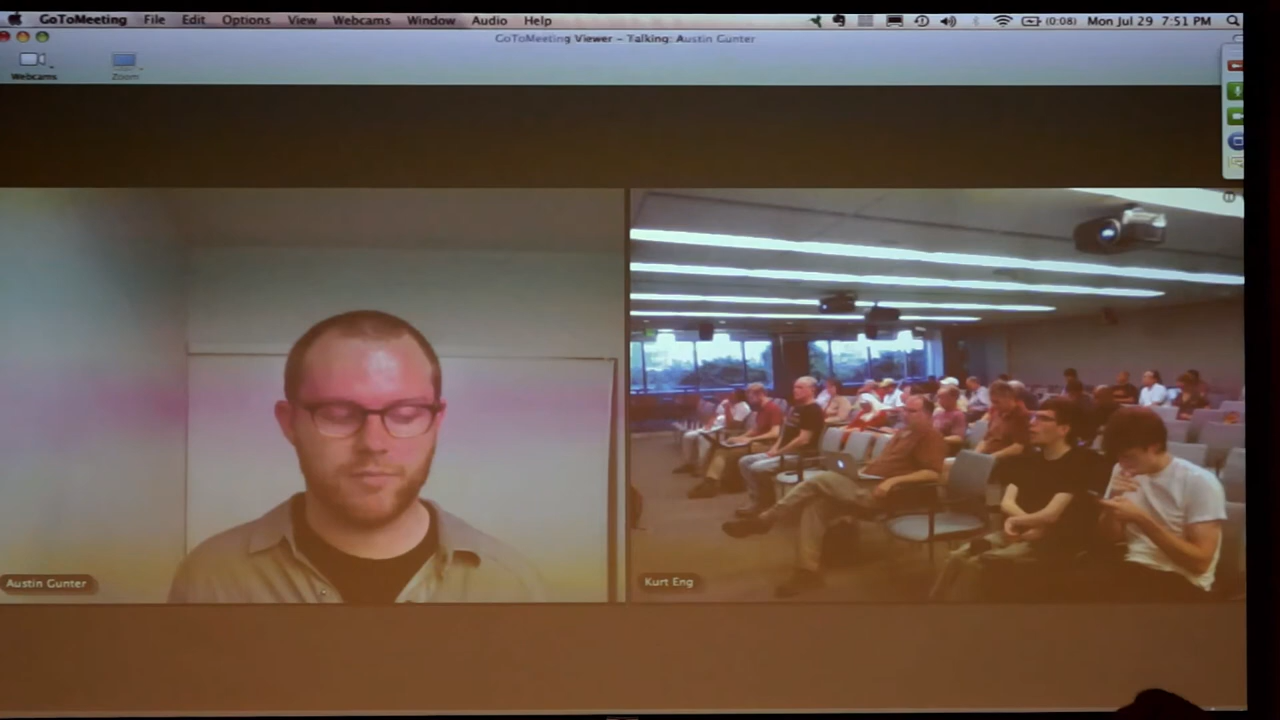 GoToMeeting File Edit Options View Webcams Window Audio Help (0:08) Mon Jul 29 7:51 PM
GoToMeeting Viewer - Talking: Austin Gunter
Webcams Zoom
Austin Gunter
Kurt Eng